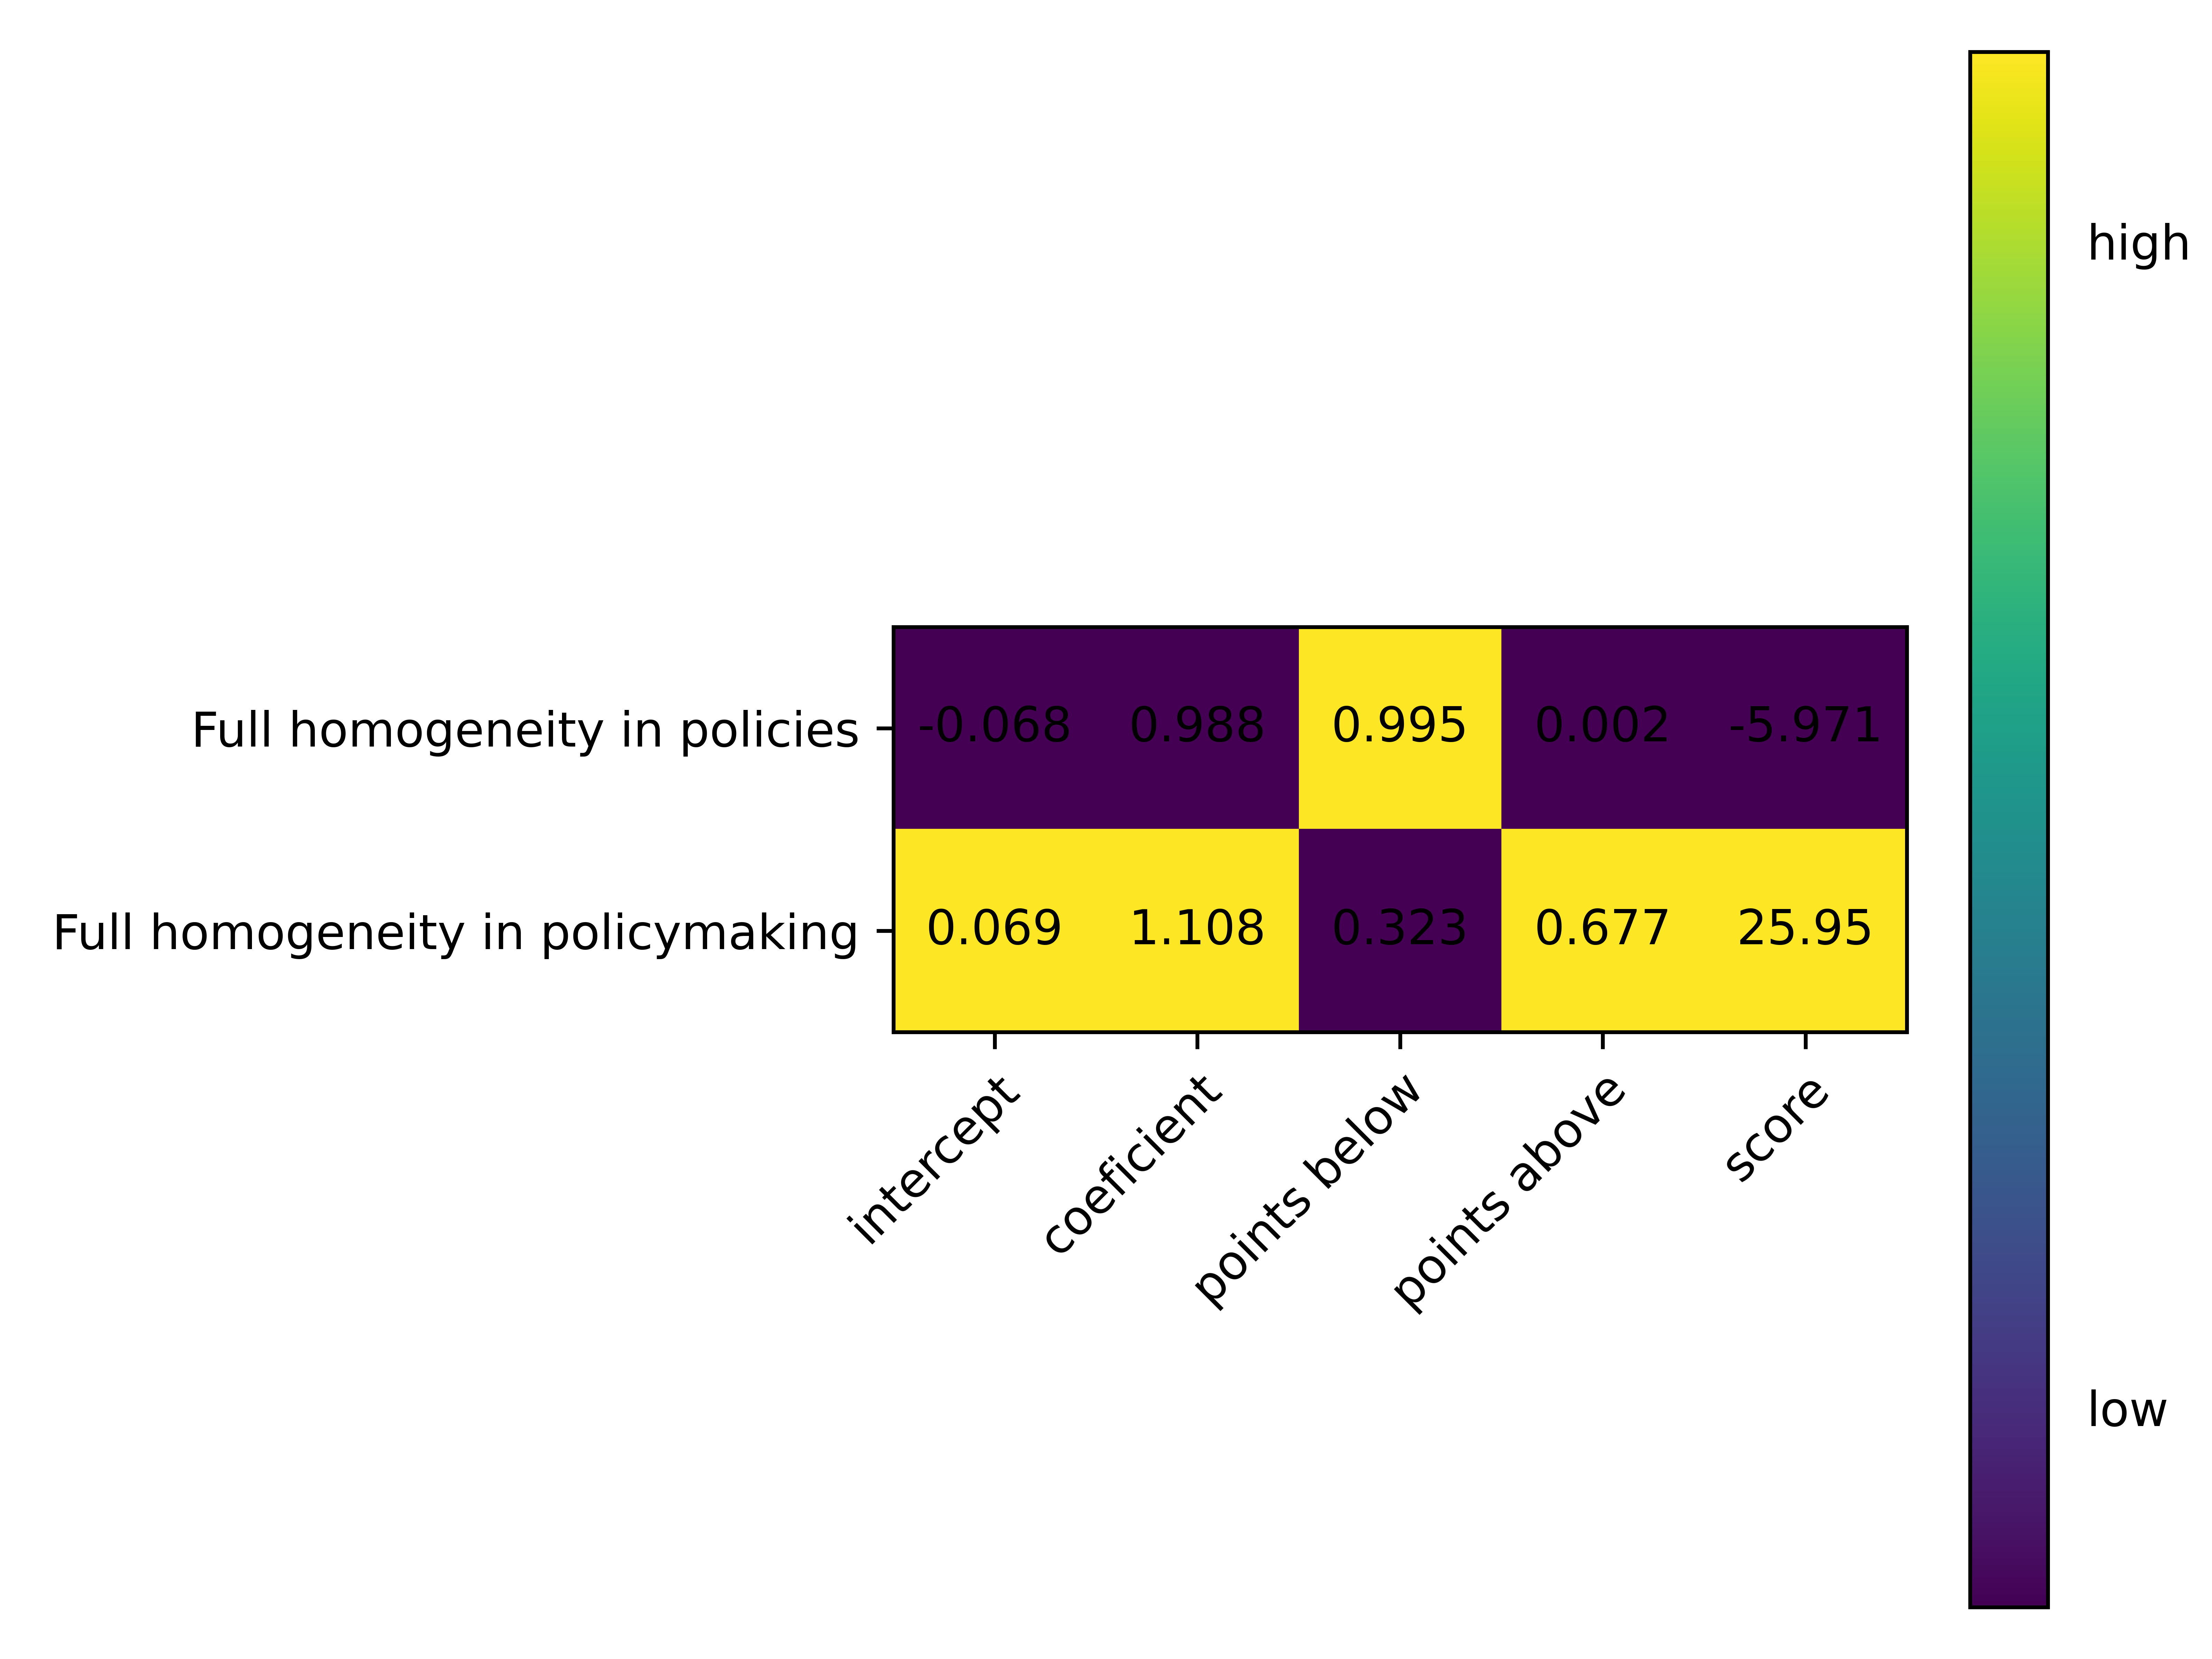 high
Full homogeneity in policies -0.068 0.988 0.995 0.002 -5.971
Full homogeneity in policymaking 0.069 1.108 0.323 0.677 25.95
intercept
coeficient
points below
points above
score
low